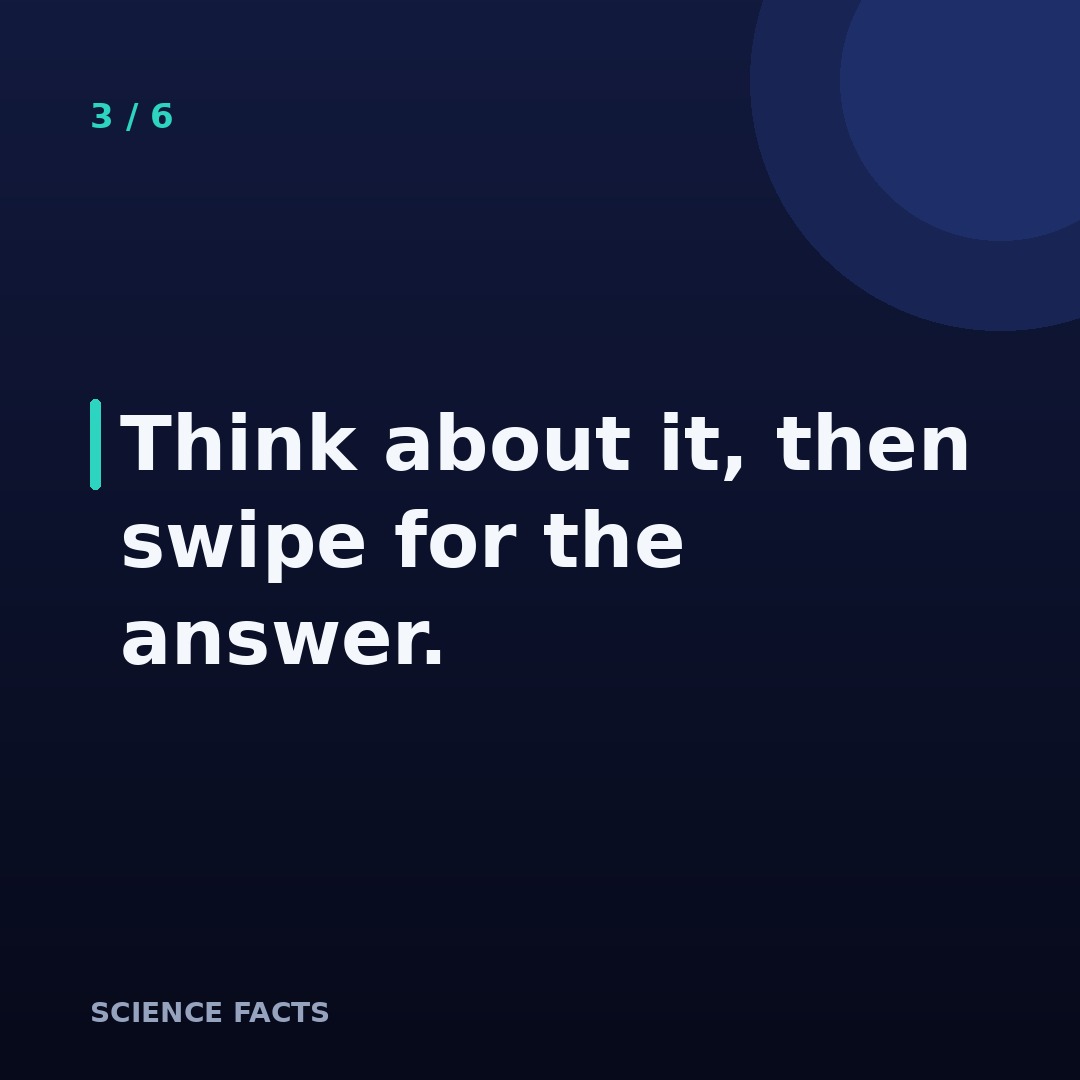 3 / 6
Think about it, then
swipe for the
answer.
SCIENCE FACTS